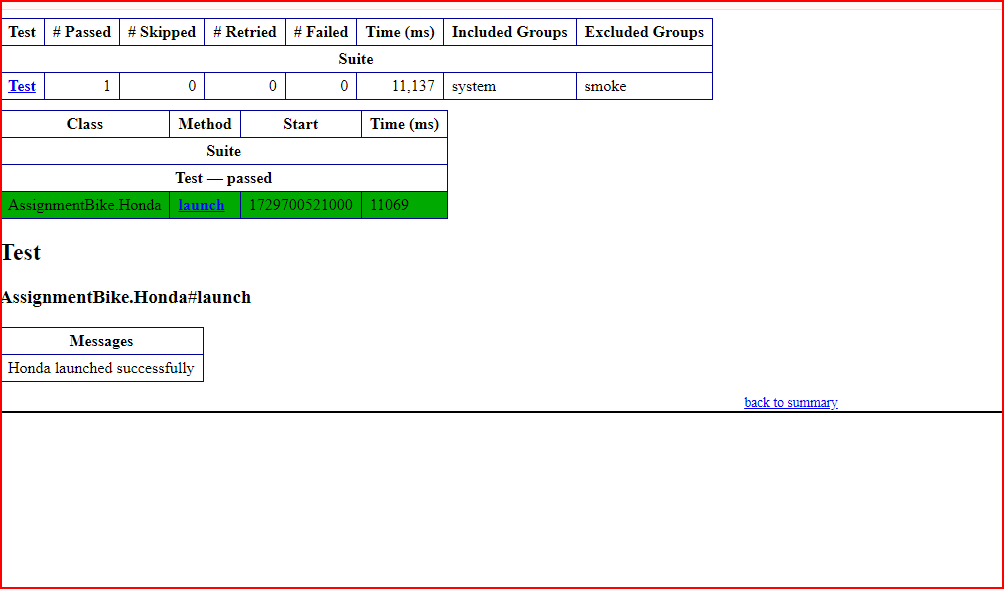 Test # Passed # Skipped # Retried # Failed Time (ms) Included Groups Excluded Groups
Suite
Test 1 0 0 0 11,137 system smoke
Class Method Start Time (ms)
Suite
Test — passed
AssignmentBike.Honda launch 1729700521000 11069
Test
AssignmentBike.Honda#launch
Messages
Honda launched successfully
back to summary